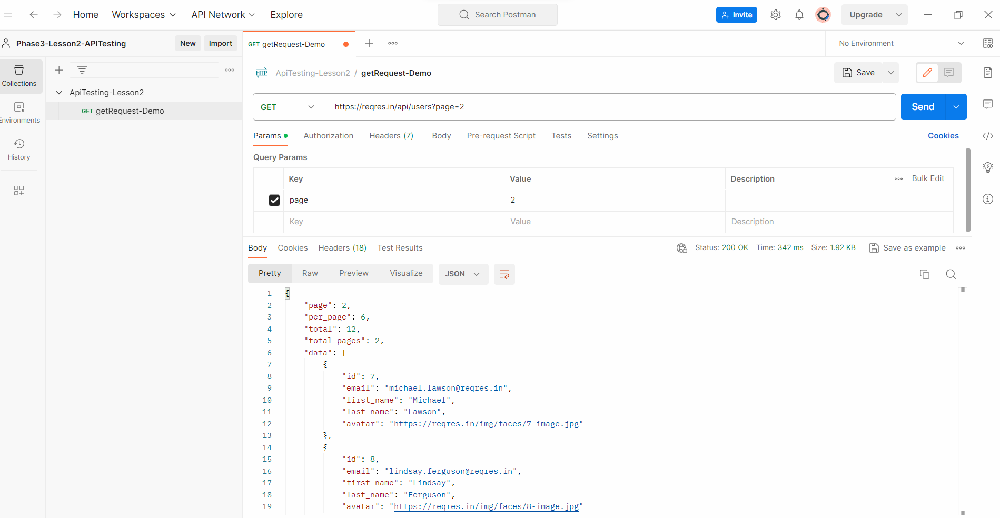 Home Workspaces API Network Explore Search Postman Invite Upgrade
Phase3-Lesson2-APITesting New Import GET getRequest-Demo No Environment
Collections
Environments
History
ApiTesting-Lesson2
GET getRequest-Demo
HTTP ApiTesting-Lesson2 / getRequest-Demo Save
GET https://reqres.in/api/users?page=2 Send
Params Authorization Headers (7) Body Pre-request Script Tests Settings Cookies
Query Params
Key Value Description Bulk Edit
page 2
Key Value Description
Body Cookies Headers (18) Test Results Status: 200 OK Time: 342 ms Size: 1.92 KB Save as example
Pretty Raw Preview Visualize JSON
1 {
2 "page": 2,
3 "per_page": 6,
4 "total": 12,
5 "total_pages": 2,
6 "data": [
7 {
8 "id": 7,
9 "email": "michael.lawson@reqres.in",
10 "first_name": "Michael",
11 "last_name": "Lawson",
12 "avatar": "https://reqres.in/img/faces/7-image.jpg"
13 },
14 {
15 "id": 8,
16 "email": "lindsay.ferguson@reqres.in",
17 "first_name": "Lindsay",
18 "last_name": "Ferguson",
19 "avatar": "https://reqres.in/img/faces/8-image.jpg"